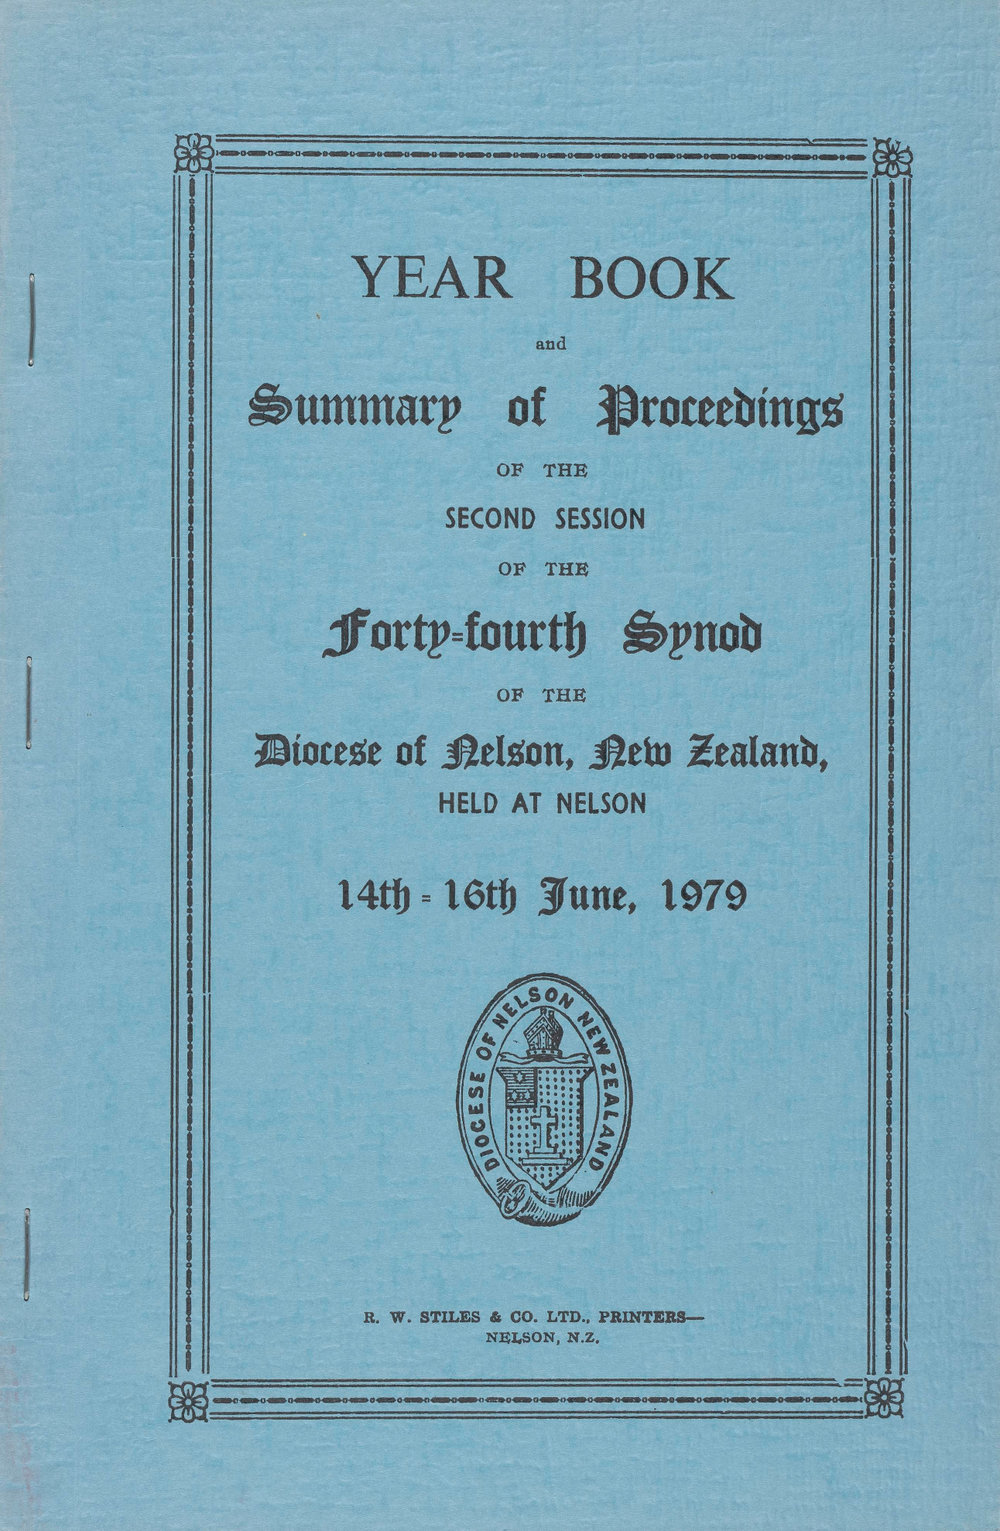 YEAR BOOK
and
Summary of Proceedings
OF THE
SECOND SESSION
OF THE
Forty=fourth Synod
OF THE
Diocese of Nelson, New Zealand,
HELD AT NELSON
14th = 16th June, 1979
DIOCESE OF NELSON NEW ZEALAND
R. W. STILES & CO. LTD., PRINTERS—
NELSON, N.Z.